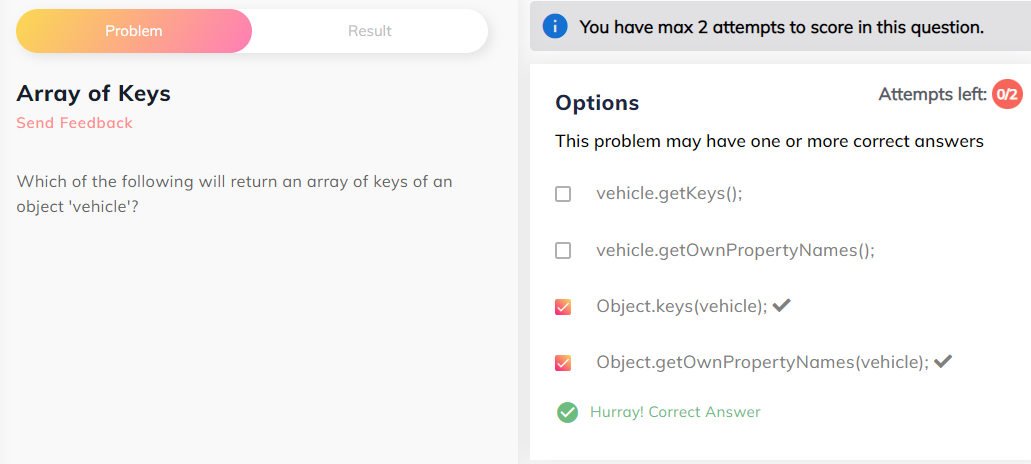 Problem
Result
Array of Keys
Send Feedback
Which of the following will return an array of keys of an
object 'vehicle'?
You have max 2 attempts to score in this question.
Attempts left: 0/2
Options
This problem may have one or more correct answers
vehicle.getKeys();
vehicle.getOwnPropertyNames();
Object.keys(vehicle);
Object.getOwnPropertyNames(vehicle);
Hurray! Correct Answer